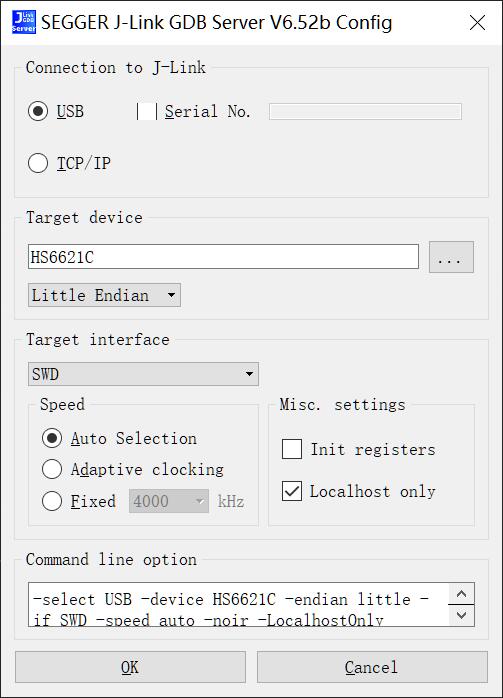 SEGGER J-Link GDB Server V6.52b Config
Connection to J-Link
USB Serial No.
TCP/IP
Target device
HS6621C ...
Little Endian
Target interface
SWD
Speed Misc. settings
Auto Selection Init registers
Adaptive clocking
Localhost only
Fixed 4000 kHz
Command line option
-select USB -device HS6621C -endian little -
if SWD -speed auto -noir -LocalhostOnly
OK Cancel